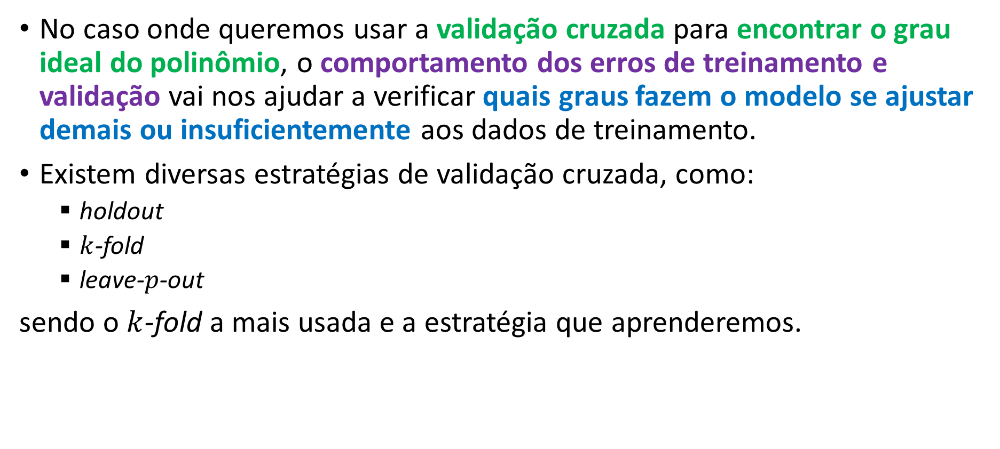 • No caso onde queremos usar a validação cruzada para encontrar o grau
ideal do polinômio, o comportamento dos erros de treinamento e
validação vai nos ajudar a verificar quais graus fazem o modelo se ajustar
demais ou insuficientemente aos dados de treinamento.
• Existem diversas estratégias de validação cruzada, como:
▪ holdout
▪ k-fold
▪ leave-p-out
sendo o k-fold a mais usada e a estratégia que aprenderemos.